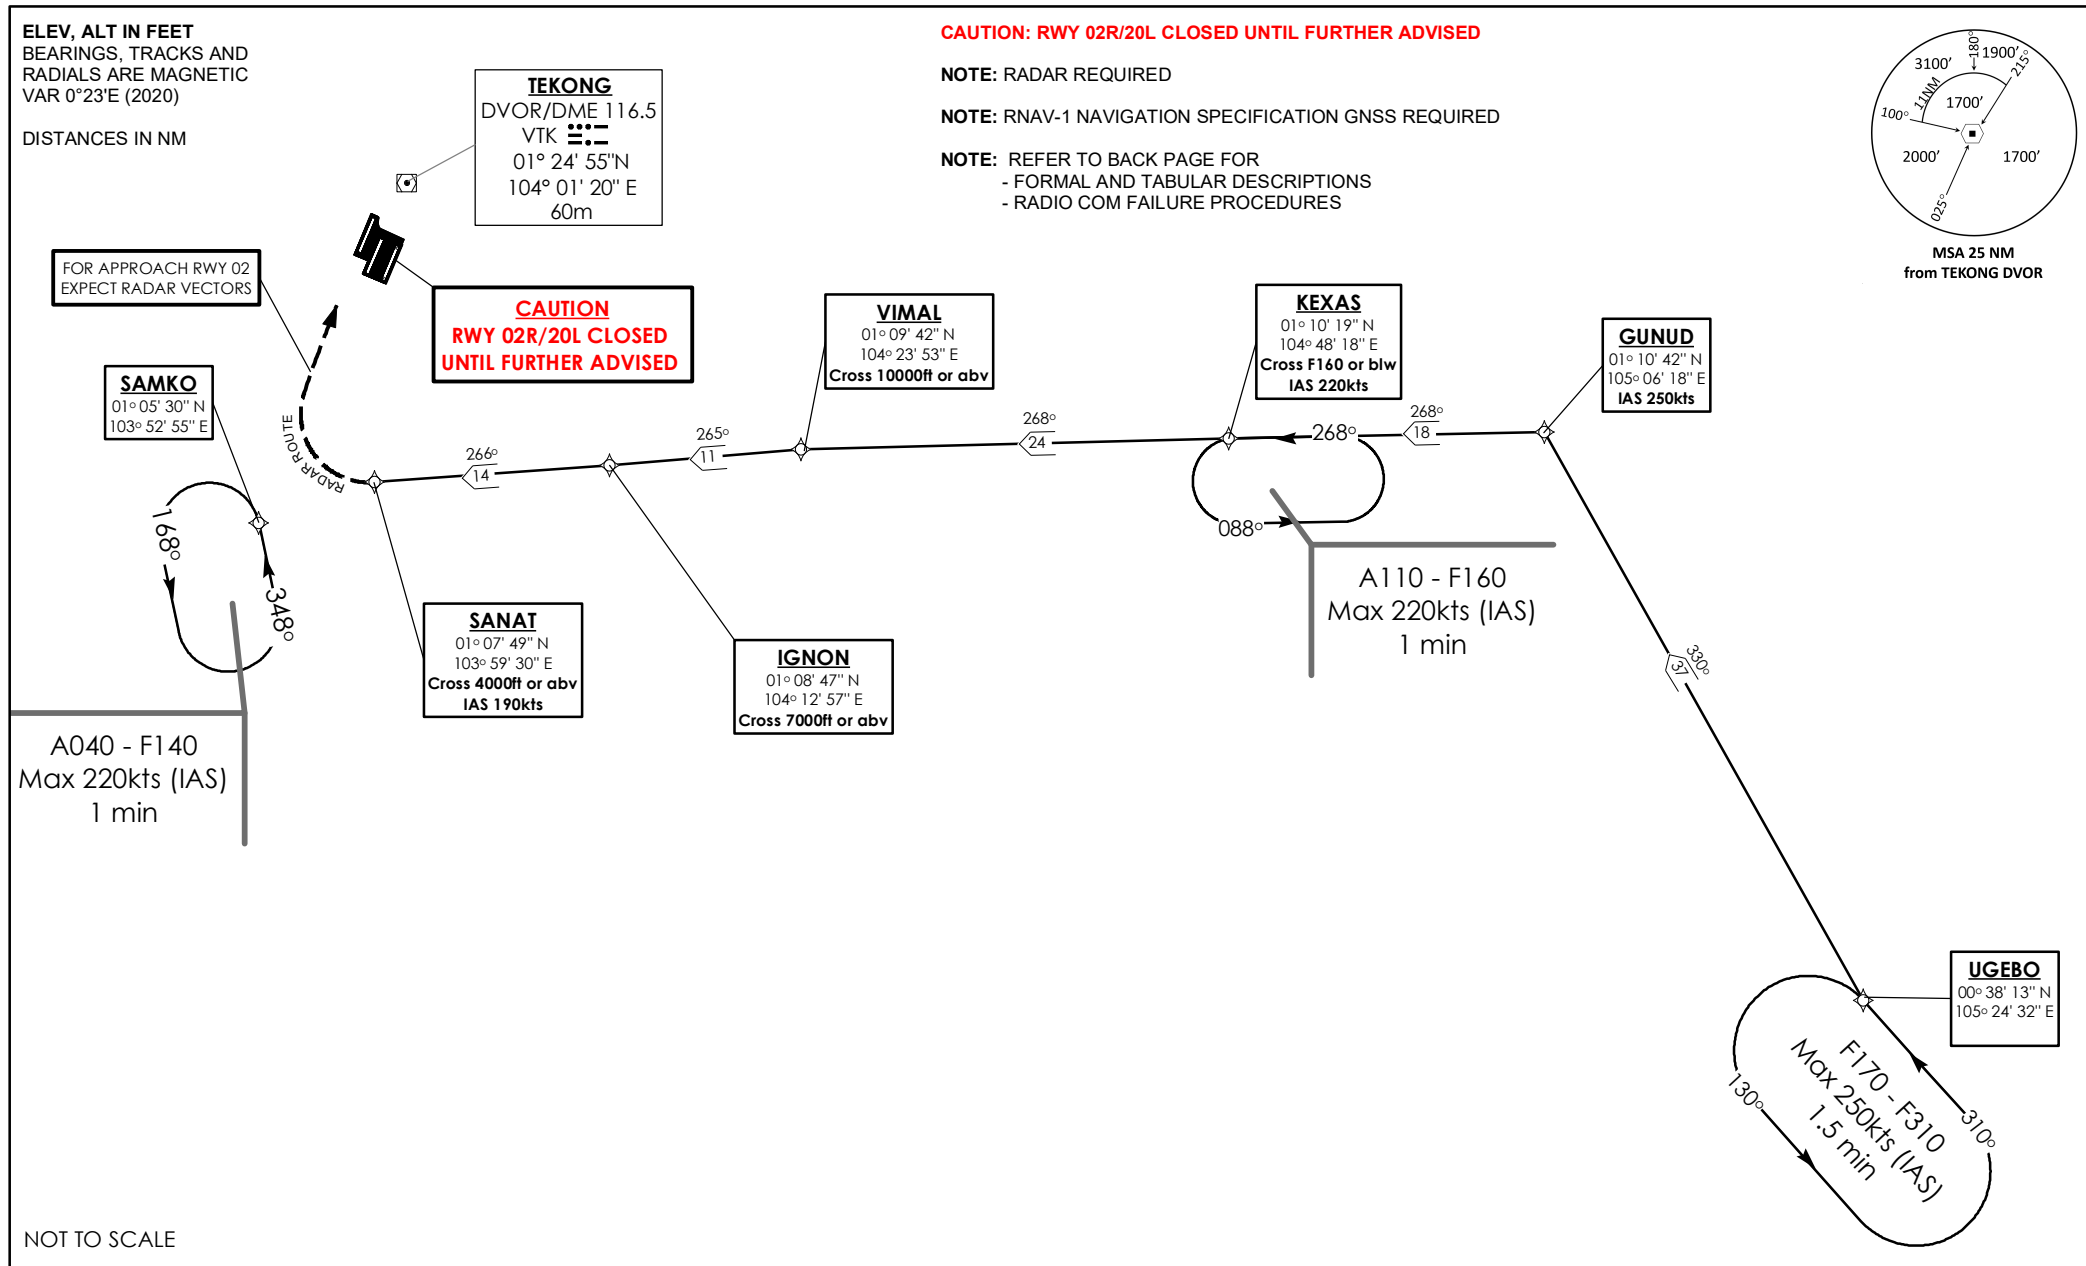 ELEV, ALT IN FEET
BEARINGS, TRACKS AND
RADIALS ARE MAGNETIC
VAR 0°23'E (2020)
DISTANCES IN NM
TEKONG
DVOR/DME 116.5
VTK
01° 24' 55"N
104° 01' 20" E
60m
CAUTION: RWY 02R/20L CLOSED UNTIL FURTHER ADVISED
NOTE: RADAR REQUIRED
NOTE: RNAV-1 NAVIGATION SPECIFICATION GNSS REQUIRED
NOTE: REFER TO BACK PAGE FOR
- FORMAL AND TABULAR DESCRIPTIONS
- RADIO COM FAILURE PROCEDURES
3100'
180°
1900'
215°
11NM
1700'
100°
2000'
1700'
025°
MSA 25 NM
from TEKONG DVOR
FOR APPROACH RWY 02
EXPECT RADAR VECTORS
CAUTION
RWY 02R/20L CLOSED
UNTIL FURTHER ADVISED
VIMAL
01° 09' 42" N
104° 23' 53" E
Cross 10000ft or abv
KEXAS
01° 10' 19" N
104° 48' 18" E
Cross F160 or blw
IAS 220kts
GUNUD
01° 10' 42" N
105° 06' 18" E
IAS 250kts
SAMKO
01° 05' 30" N
103° 52' 55" E
RADAR ROUTE
266°
14
265°
11
268°
24
268°
268°
18
088°
168°
348°
SANAT
01° 07' 49" N
103° 59' 30" E
Cross 4000ft or abv
IAS 190kts
IGNON
01° 08' 47" N
104° 12' 57" E
Cross 7000ft or abv
A110 - F160
Max 220kts (IAS)
1 min
330°
37
A040 - F140
Max 220kts (IAS)
1 min
UGEBO
00° 38' 13" N
105° 24' 32" E
F170 - F310
Max 250kts (IAS)
1.5 min
130°
310°
NOT TO SCALE